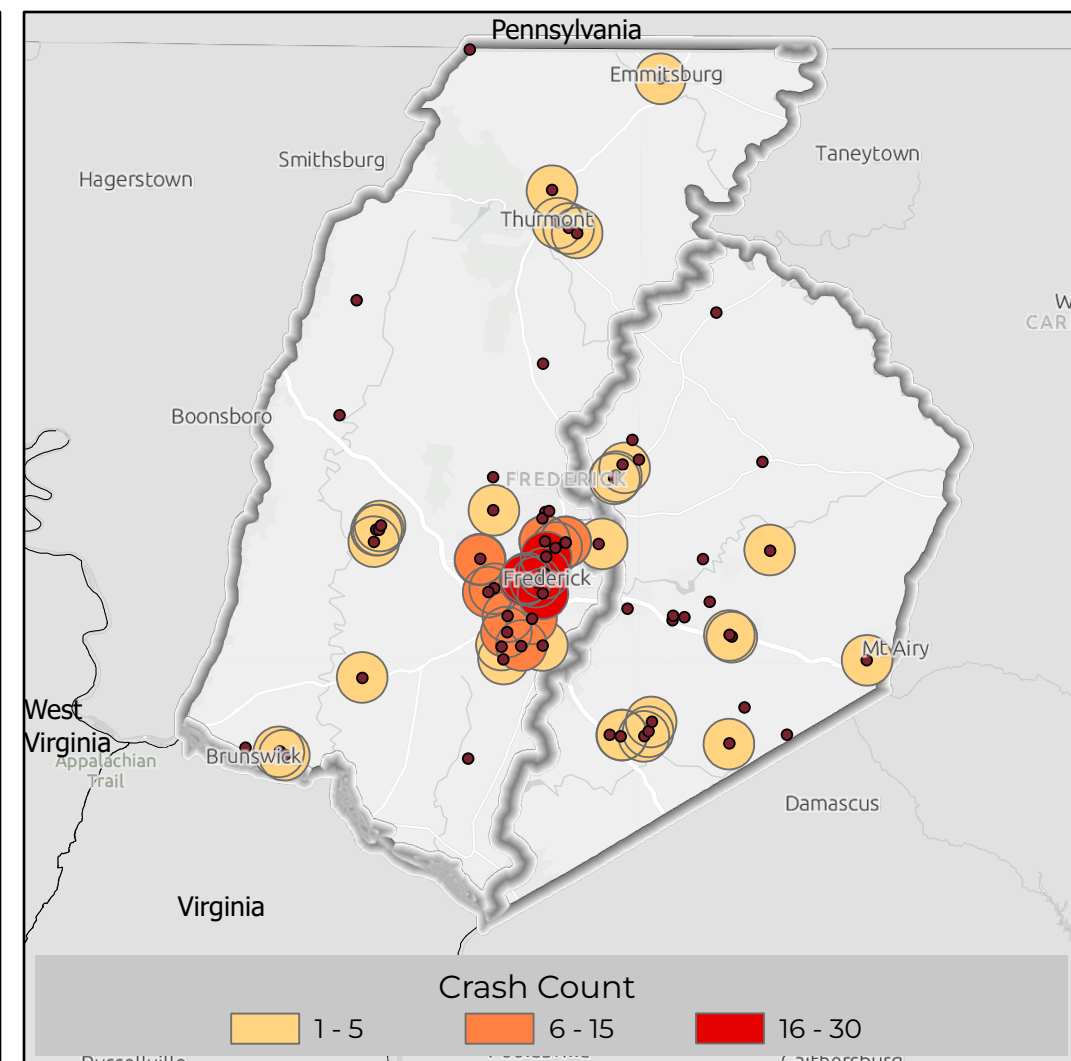 Pennsylvania
Emmitsburg
Taneytown
Smithsburg
Hagerstown
Thurmont
W
CAR
Boonsboro
FREDERICK
Frederick
Mt Airy
West
Virginia
Brunswick
Appalachian
Trail
Damascus
Virginia
Crash Count
1 - 5
6 - 15
16 - 30